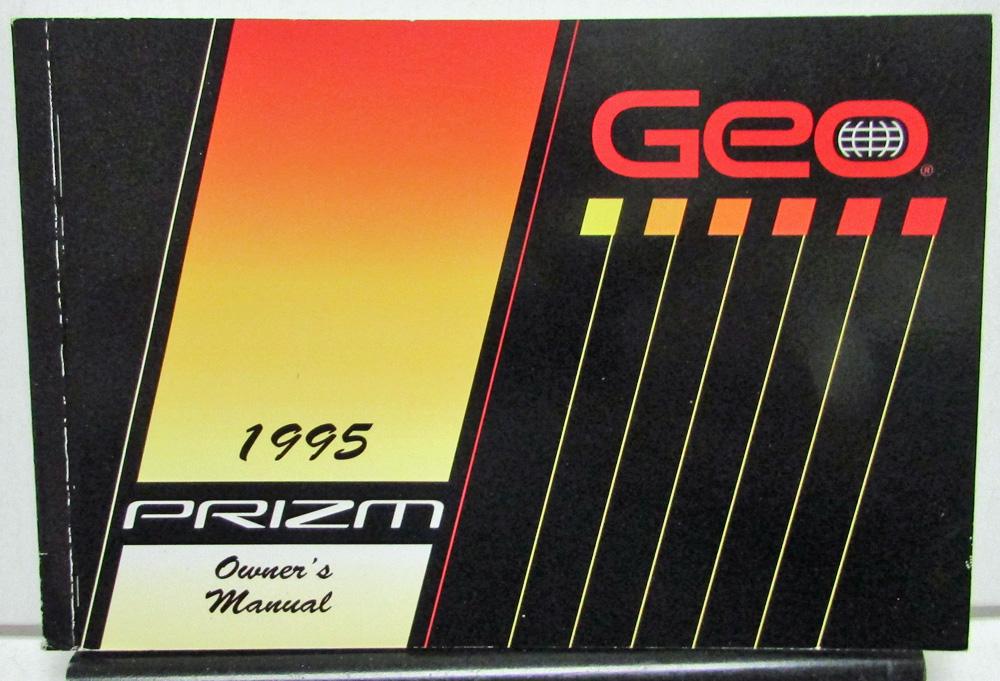 Geo®
1995
PRIZM
Owner's
Manual